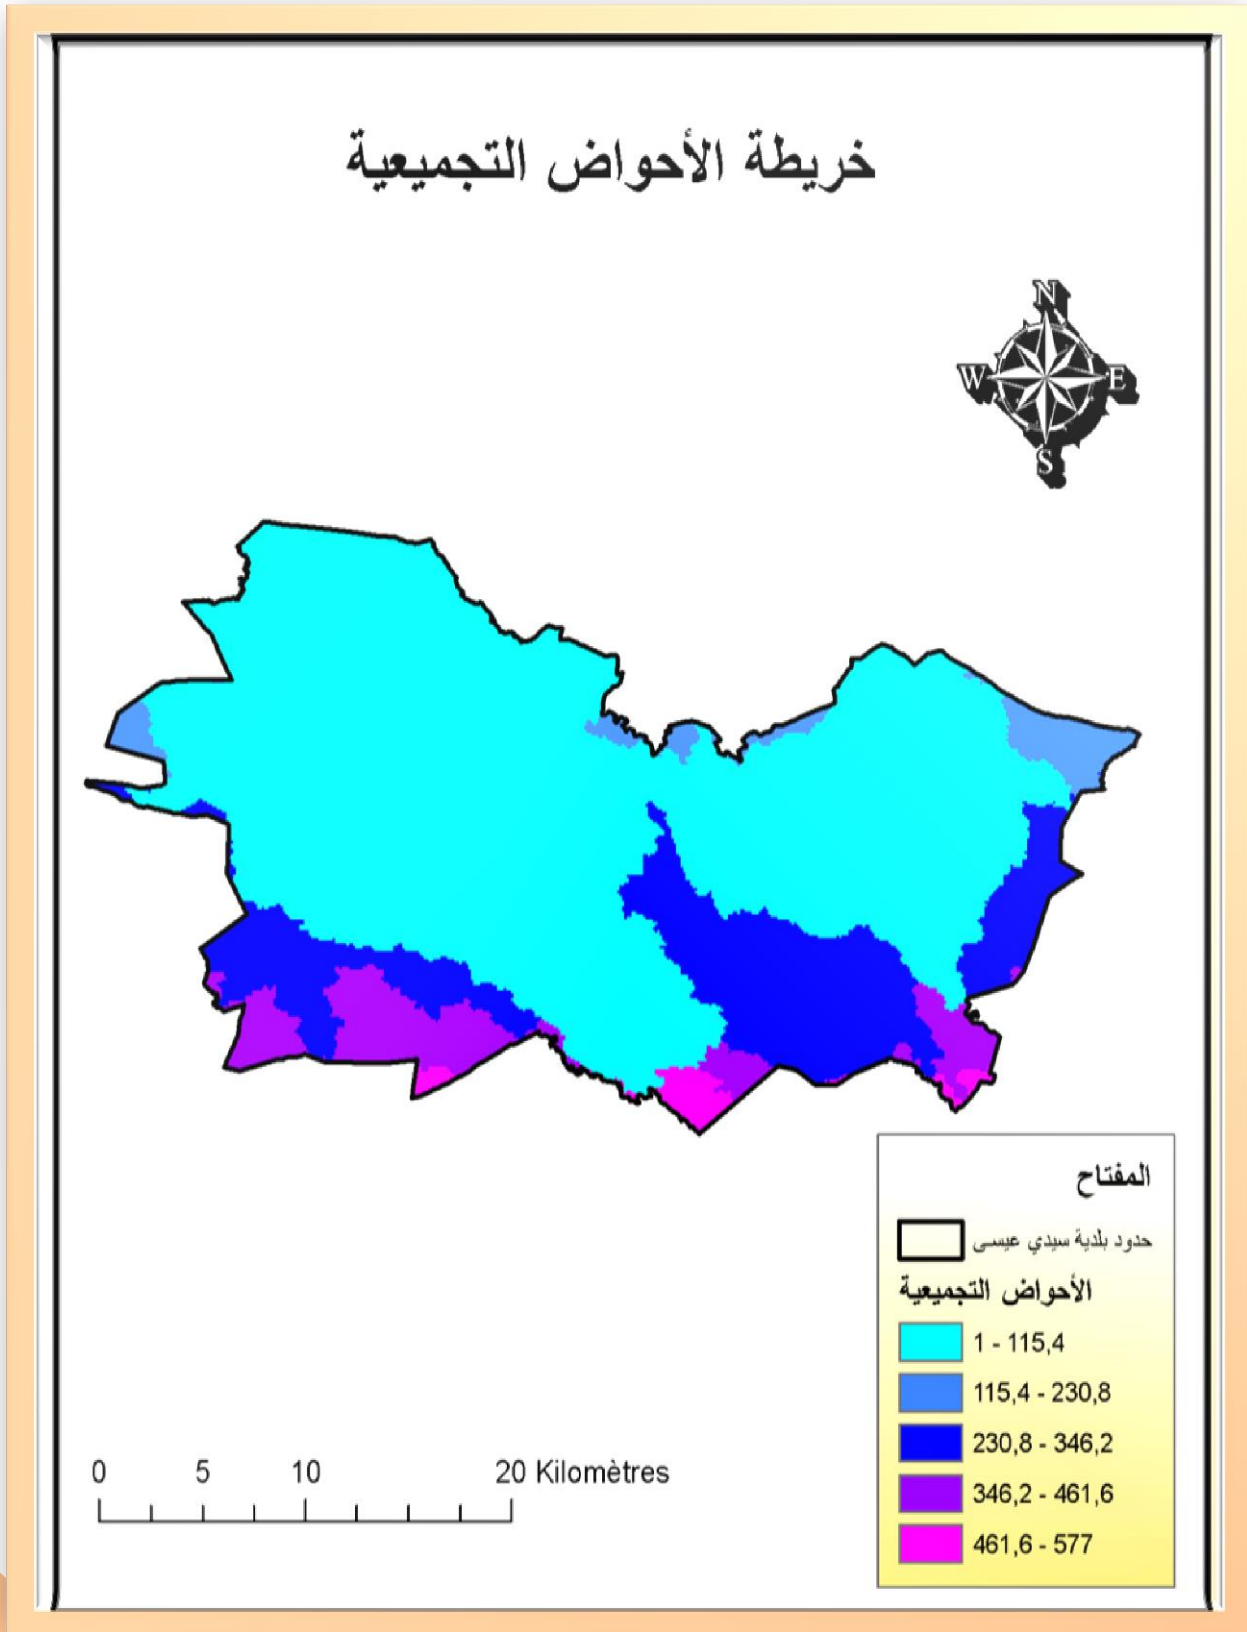 خريطة الأحواض التجميعية
N
W E
S
المفتاح
حدود بلدية سيدي عيسى
الأحواض التجميعية
1 - 115,4
115,4 - 230,8
230,8 - 346,2
346,2 - 461,6
461,6 - 577
0 5 10 20 Kilomètres